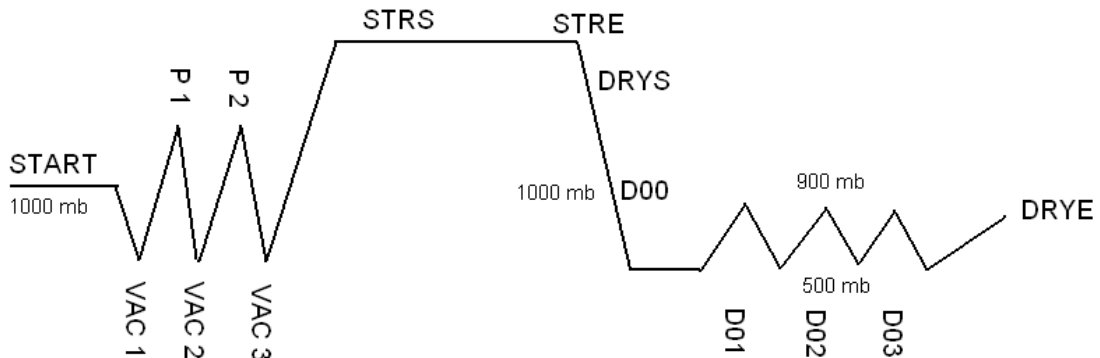 STRS
STRE
P 1
P 2
DRYS
START
1000 mb
1000 mb
D00
900 mb
DRYE
VAC 1
VAC 2
VAC 3
500 mb
D01
D02
D03